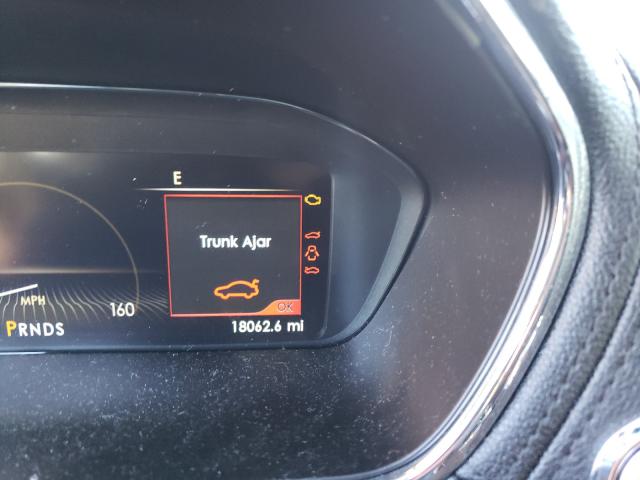 E
Trunk Ajar
OK
MPH
160
PRNDS
18062.6 mi